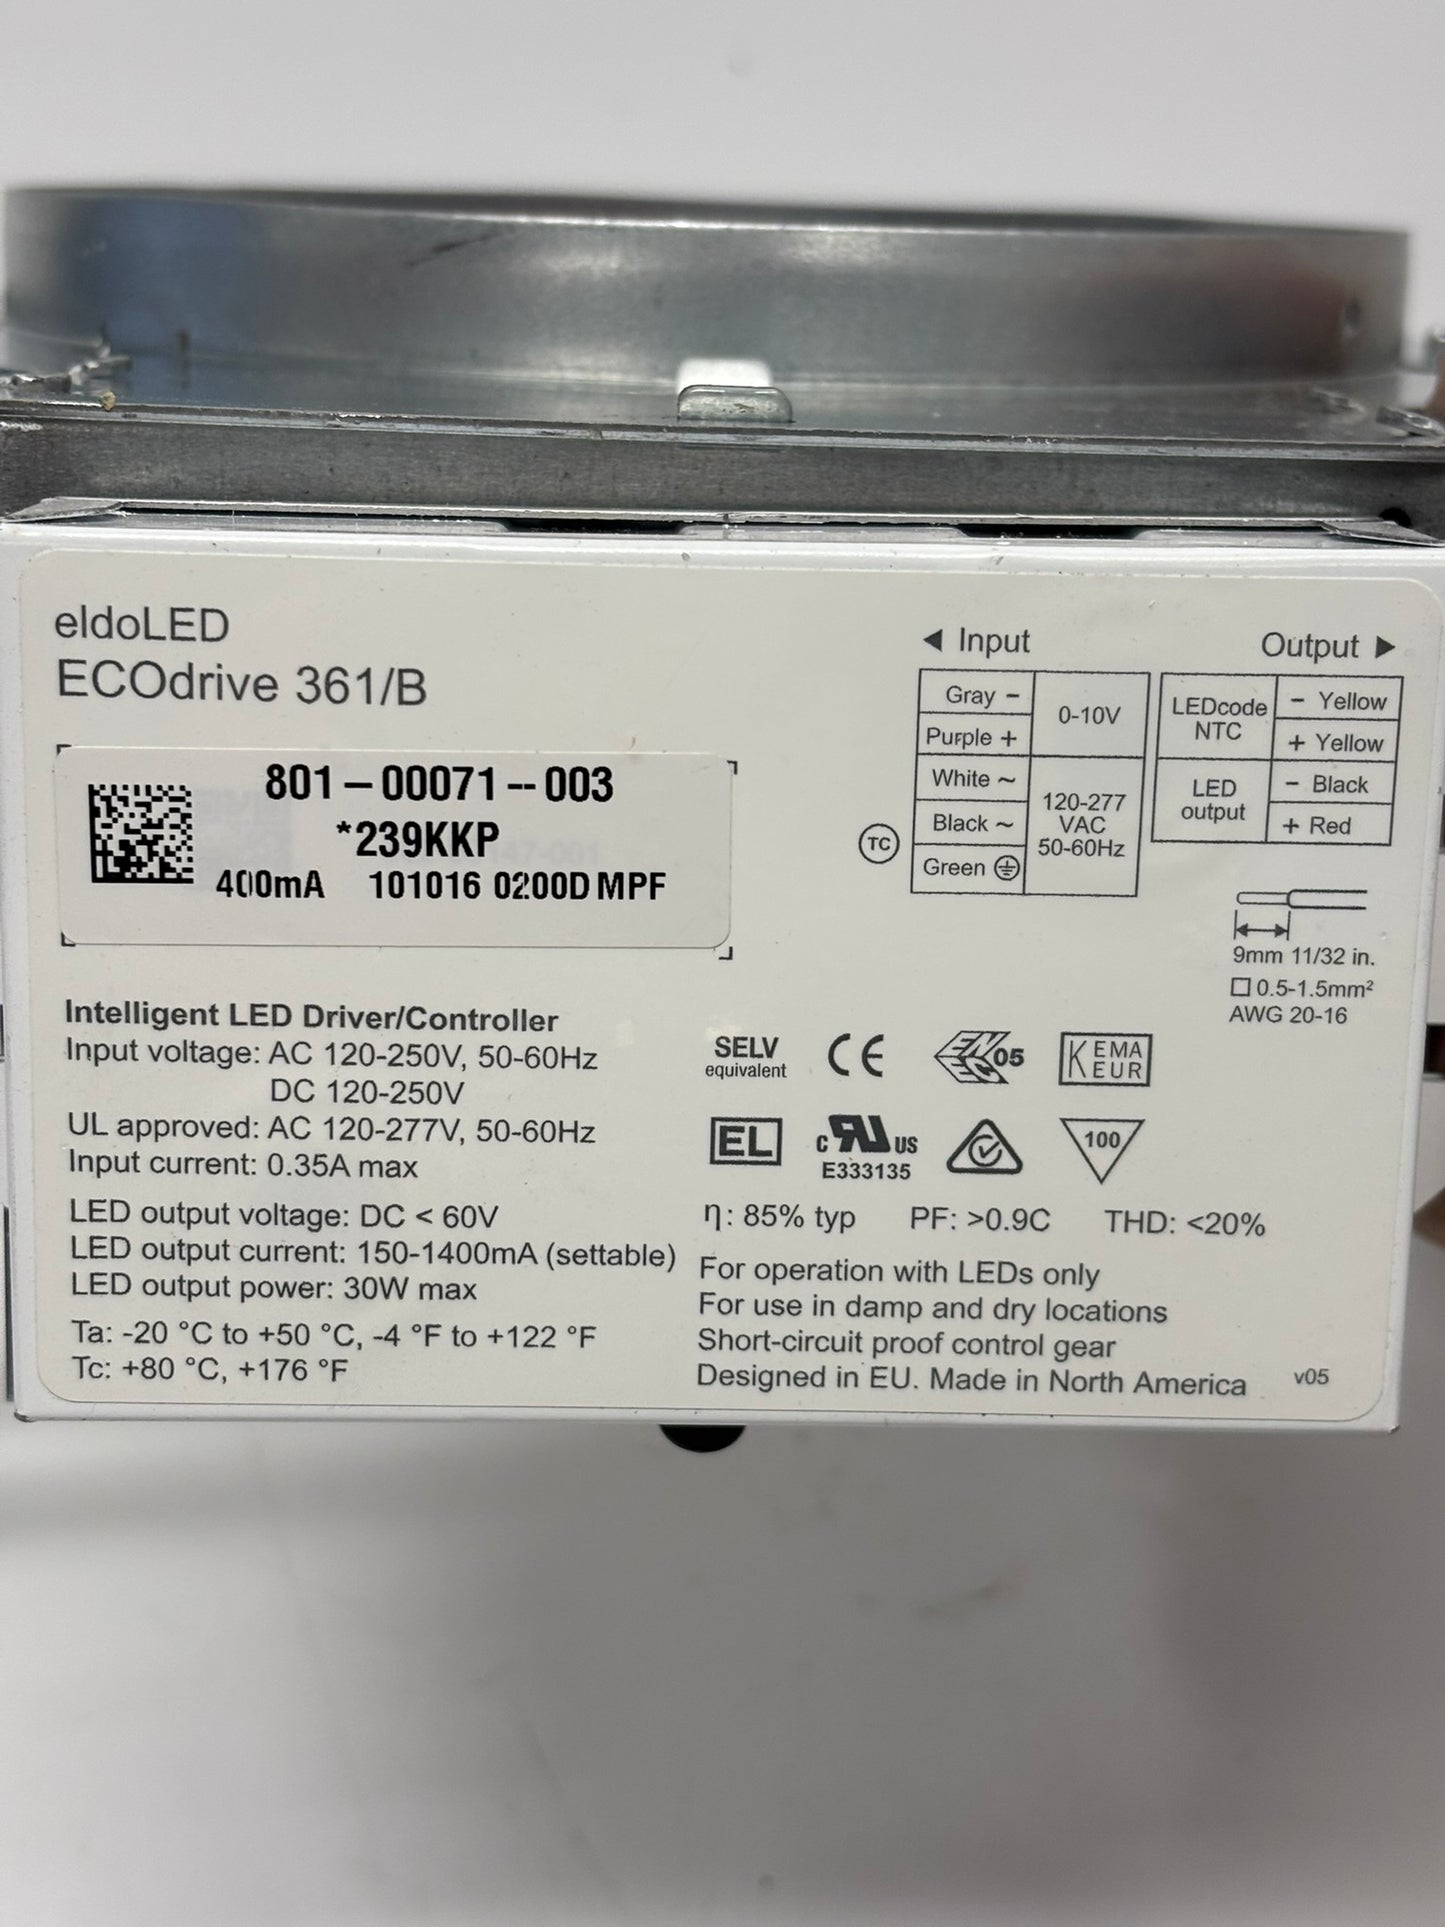 eldoLED
ECOdrive 361/B
801-00071--003
*239KKP
400mA 101016 0200D MPF
Intelligent LED Driver/Controller
Input voltage: AC 120-250V, 50-60Hz
DC 120-250V
UL approved: AC 120-277V, 50-60Hz
Input current: 0.35A max
LED output voltage: DC < 60V
LED output current: 150-1400mA (settable)
LED output power: 30W max
Ta: -20 °C to +50 °C, -4 °F to +122 °F
Tc: +80 °C, +176 °F
◄ Input
Gray -
Purple +
0-10V
White ~
Black ~
Green
120-277
VAC
50-60Hz
TC
Output ►
LEDcode
NTC
- Yellow
+ Yellow
LED
output
- Black
+ Red
9mm 11/32 in.
0.5-1.5mm²
AWG 20-16
SELV
equivalent
CE
ENEC 05
KEMA
EUR
EL
c RU us
E333135
100
η: 85% typ PF: >0.9C THD: <20%
For operation with LEDs only
For use in damp and dry locations
Short-circuit proof control gear
Designed in EU. Made in North America v05